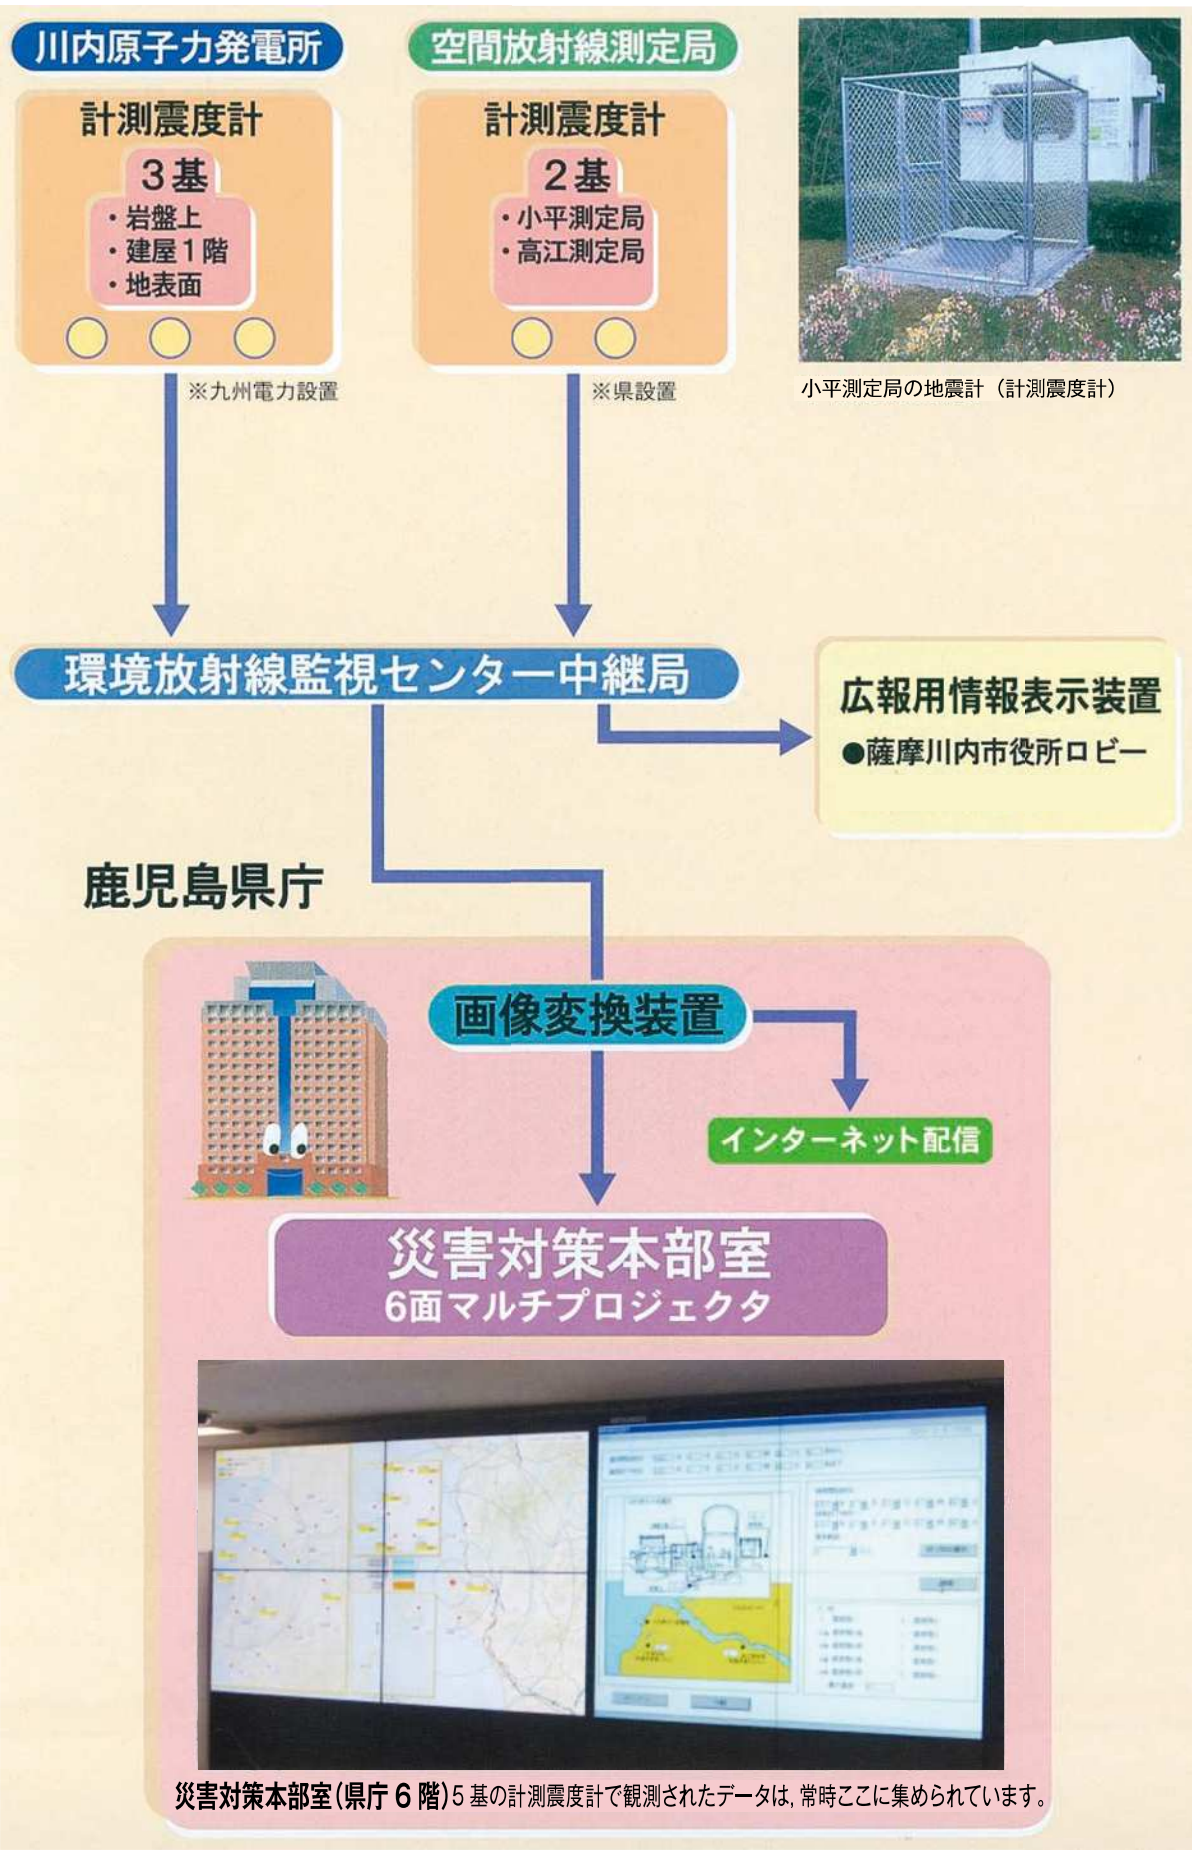 川内原子力発電所
計測震度計
3基
・岩盤上
・建屋1階
・地表面
※九州電力設置
空間放射線測定局
計測震度計
2基
・小平測定局
・高江測定局
※県設置
小平測定局の地震計（計測震度計）
環境放射線監視センター中継局
広報用情報表示装置
●薩摩川内市役所ロビー
鹿児島県庁
画像変換装置
インターネット配信
災害対策本部室
6面マルチプロジェクタ
災害対策本部室(県庁6階)5基の計測震度計で観測されたデータは,常時ここに集められています。